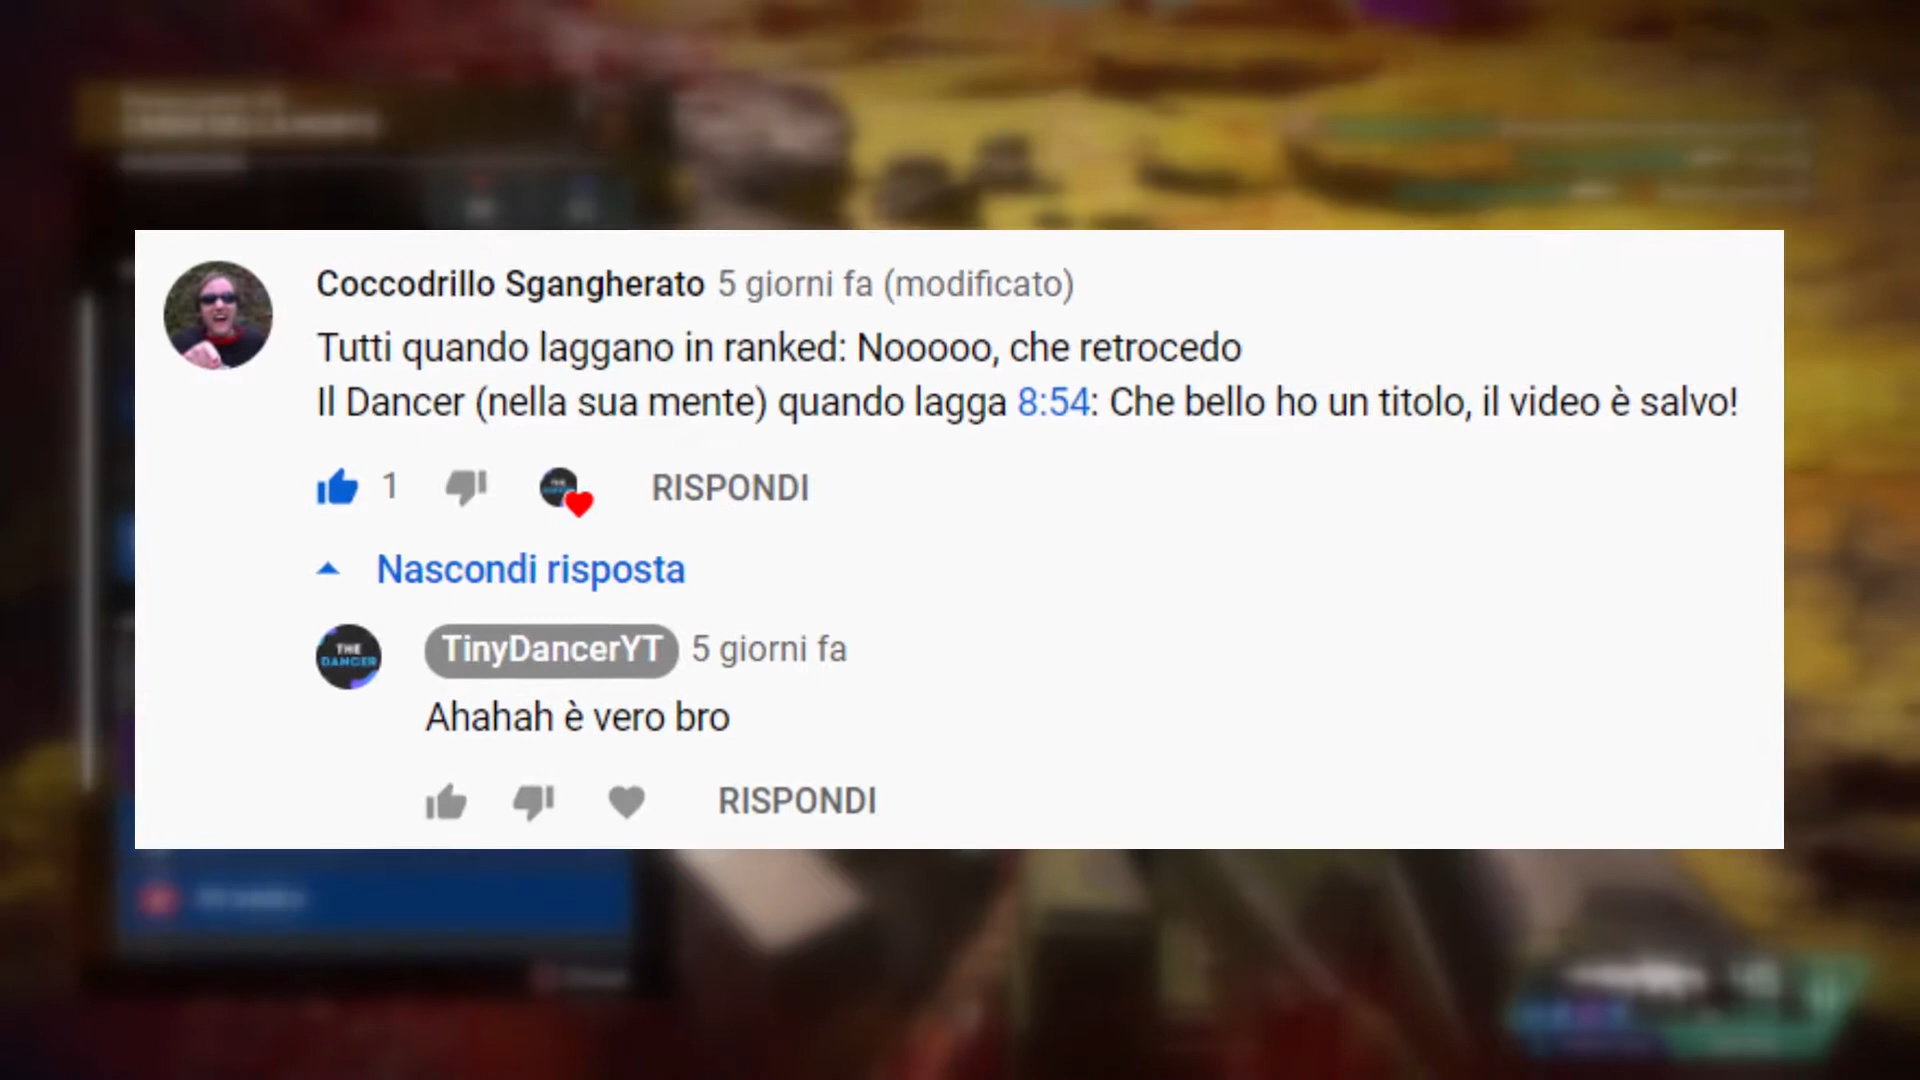 Coccodrillo Sgangherato 5 giorni fa (modificato)
Tutti quando laggano in ranked: Nooooo, che retrocedo
Il Dancer (nella sua mente) quando lagga 8:54: Che bello ho un titolo, il video è salvo!
1 RISPONDI
Nascondi risposta
THE DANCER
TinyDancerYT 5 giorni fa
Ahahah è vero bro
RISPONDI